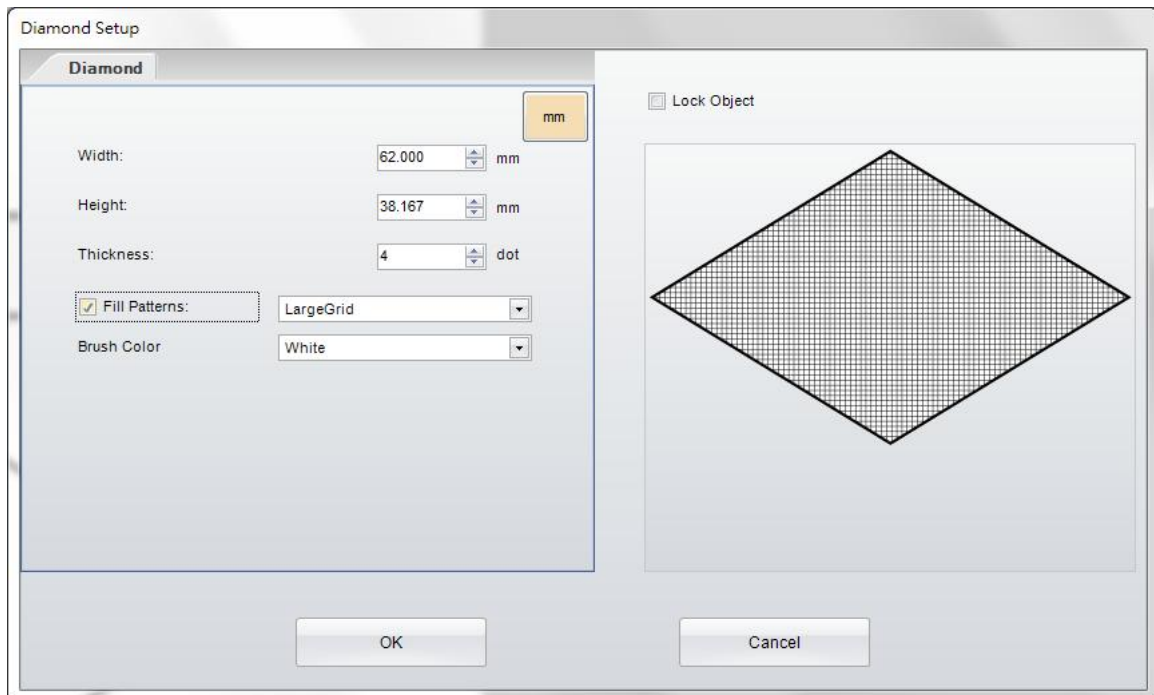 Diamond Setup
Diamond
mm
Lock Object
Width: 62.000 mm
Height: 38.167 mm
Thickness: 4 dot
Fill Patterns: LargeGrid
Brush Color White
OK Cancel